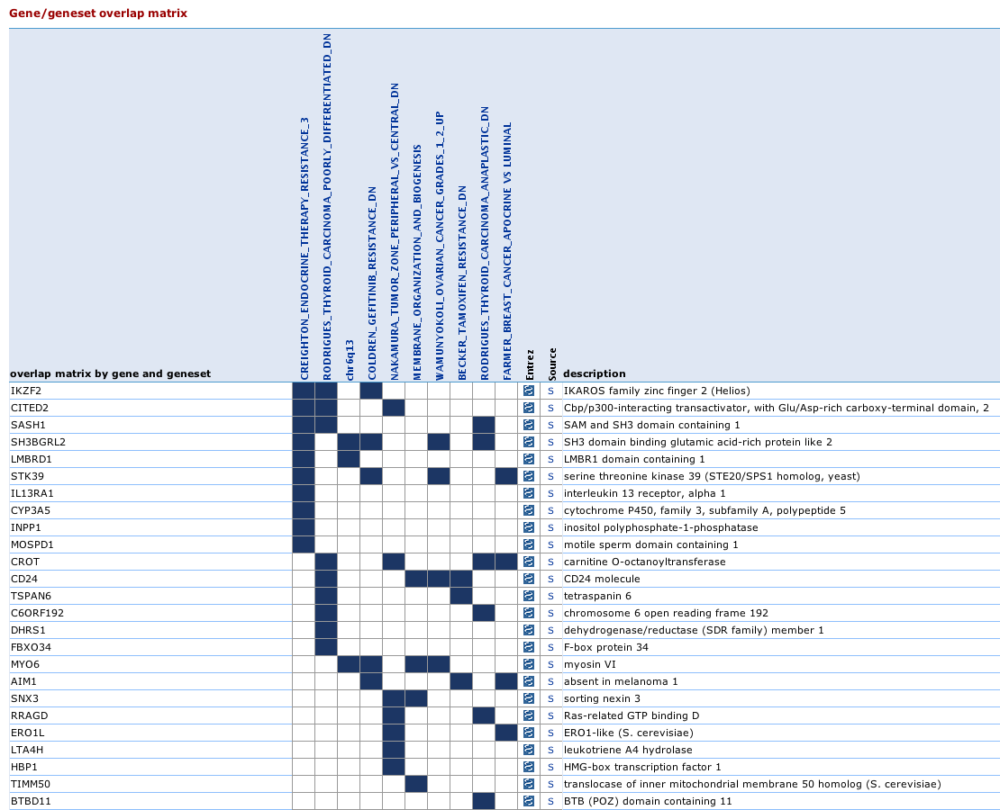 Gene/geneset overlap matrix
CREIGHTON_ENDOCRINE_THERAPY_RESISTANCE_3
RODRIGUES_THYROID_CARCINOMA_POORLY_DIFFERENTIATED_DN
chr6q13
COLDREN_GEFITINIB_RESISTANCE_DN
NAKAMURA_TUMOR_ZONE_PERIPHERAL_VS_CENTRAL_DN
MEMBRANE_ORGANIZATION_AND_BIOGENESIS
WAMUNYOKOLI_OVARIAN_CANCER_GRADES_1_2_UP
BECKER_TAMOXIFEN_RESISTANCE_DN
RODRIGUES_THYROID_CARCINOMA_ANAPLASTIC_DN
FARMER_BREAST_CANCER_APOCRINE VS LUMINAL
Entrez
Source
overlap matrix by gene and geneset description
IKZF2 S IKAROS family zinc finger 2 (Helios)
CITED2 S Cbp/p300-interacting transactivator, with Glu/Asp-rich carboxy-terminal domain, 2
SASH1 S SAM and SH3 domain containing 1
SH3BGRL2 S SH3 domain binding glutamic acid-rich protein like 2
LMBRD1 S LMBR1 domain containing 1
STK39 S serine threonine kinase 39 (STE20/SPS1 homolog, yeast)
IL13RA1 S interleukin 13 receptor, alpha 1
CYP3A5 S cytochrome P450, family 3, subfamily A, polypeptide 5
INPP1 S inositol polyphosphate-1-phosphatase
MOSPD1 S motile sperm domain containing 1
CROT S carnitine O-octanoyltransferase
CD24 S CD24 molecule
TSPAN6 S tetraspanin 6
C6ORF192 S chromosome 6 open reading frame 192
DHRS1 S dehydrogenase/reductase (SDR family) member 1
FBXO34 S F-box protein 34
MYO6 S myosin VI
AIM1 S absent in melanoma 1
SNX3 S sorting nexin 3
RRAGD S Ras-related GTP binding D
ERO1L S ERO1-like (S. cerevisiae)
LTA4H S leukotriene A4 hydrolase
HBP1 S HMG-box transcription factor 1
TIMM50 S translocase of inner mitochondrial membrane 50 homolog (S. cerevisiae)
BTBD11 S BTB (POZ) domain containing 11